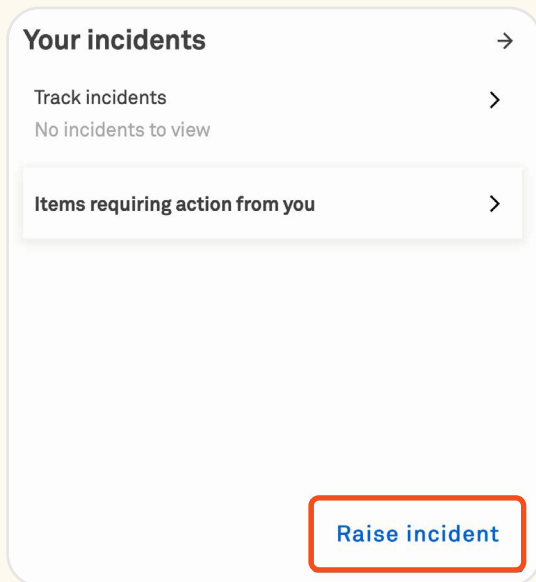 Your incidents
Track incidents
No incidents to view
Items requiring action from you
Raise incident